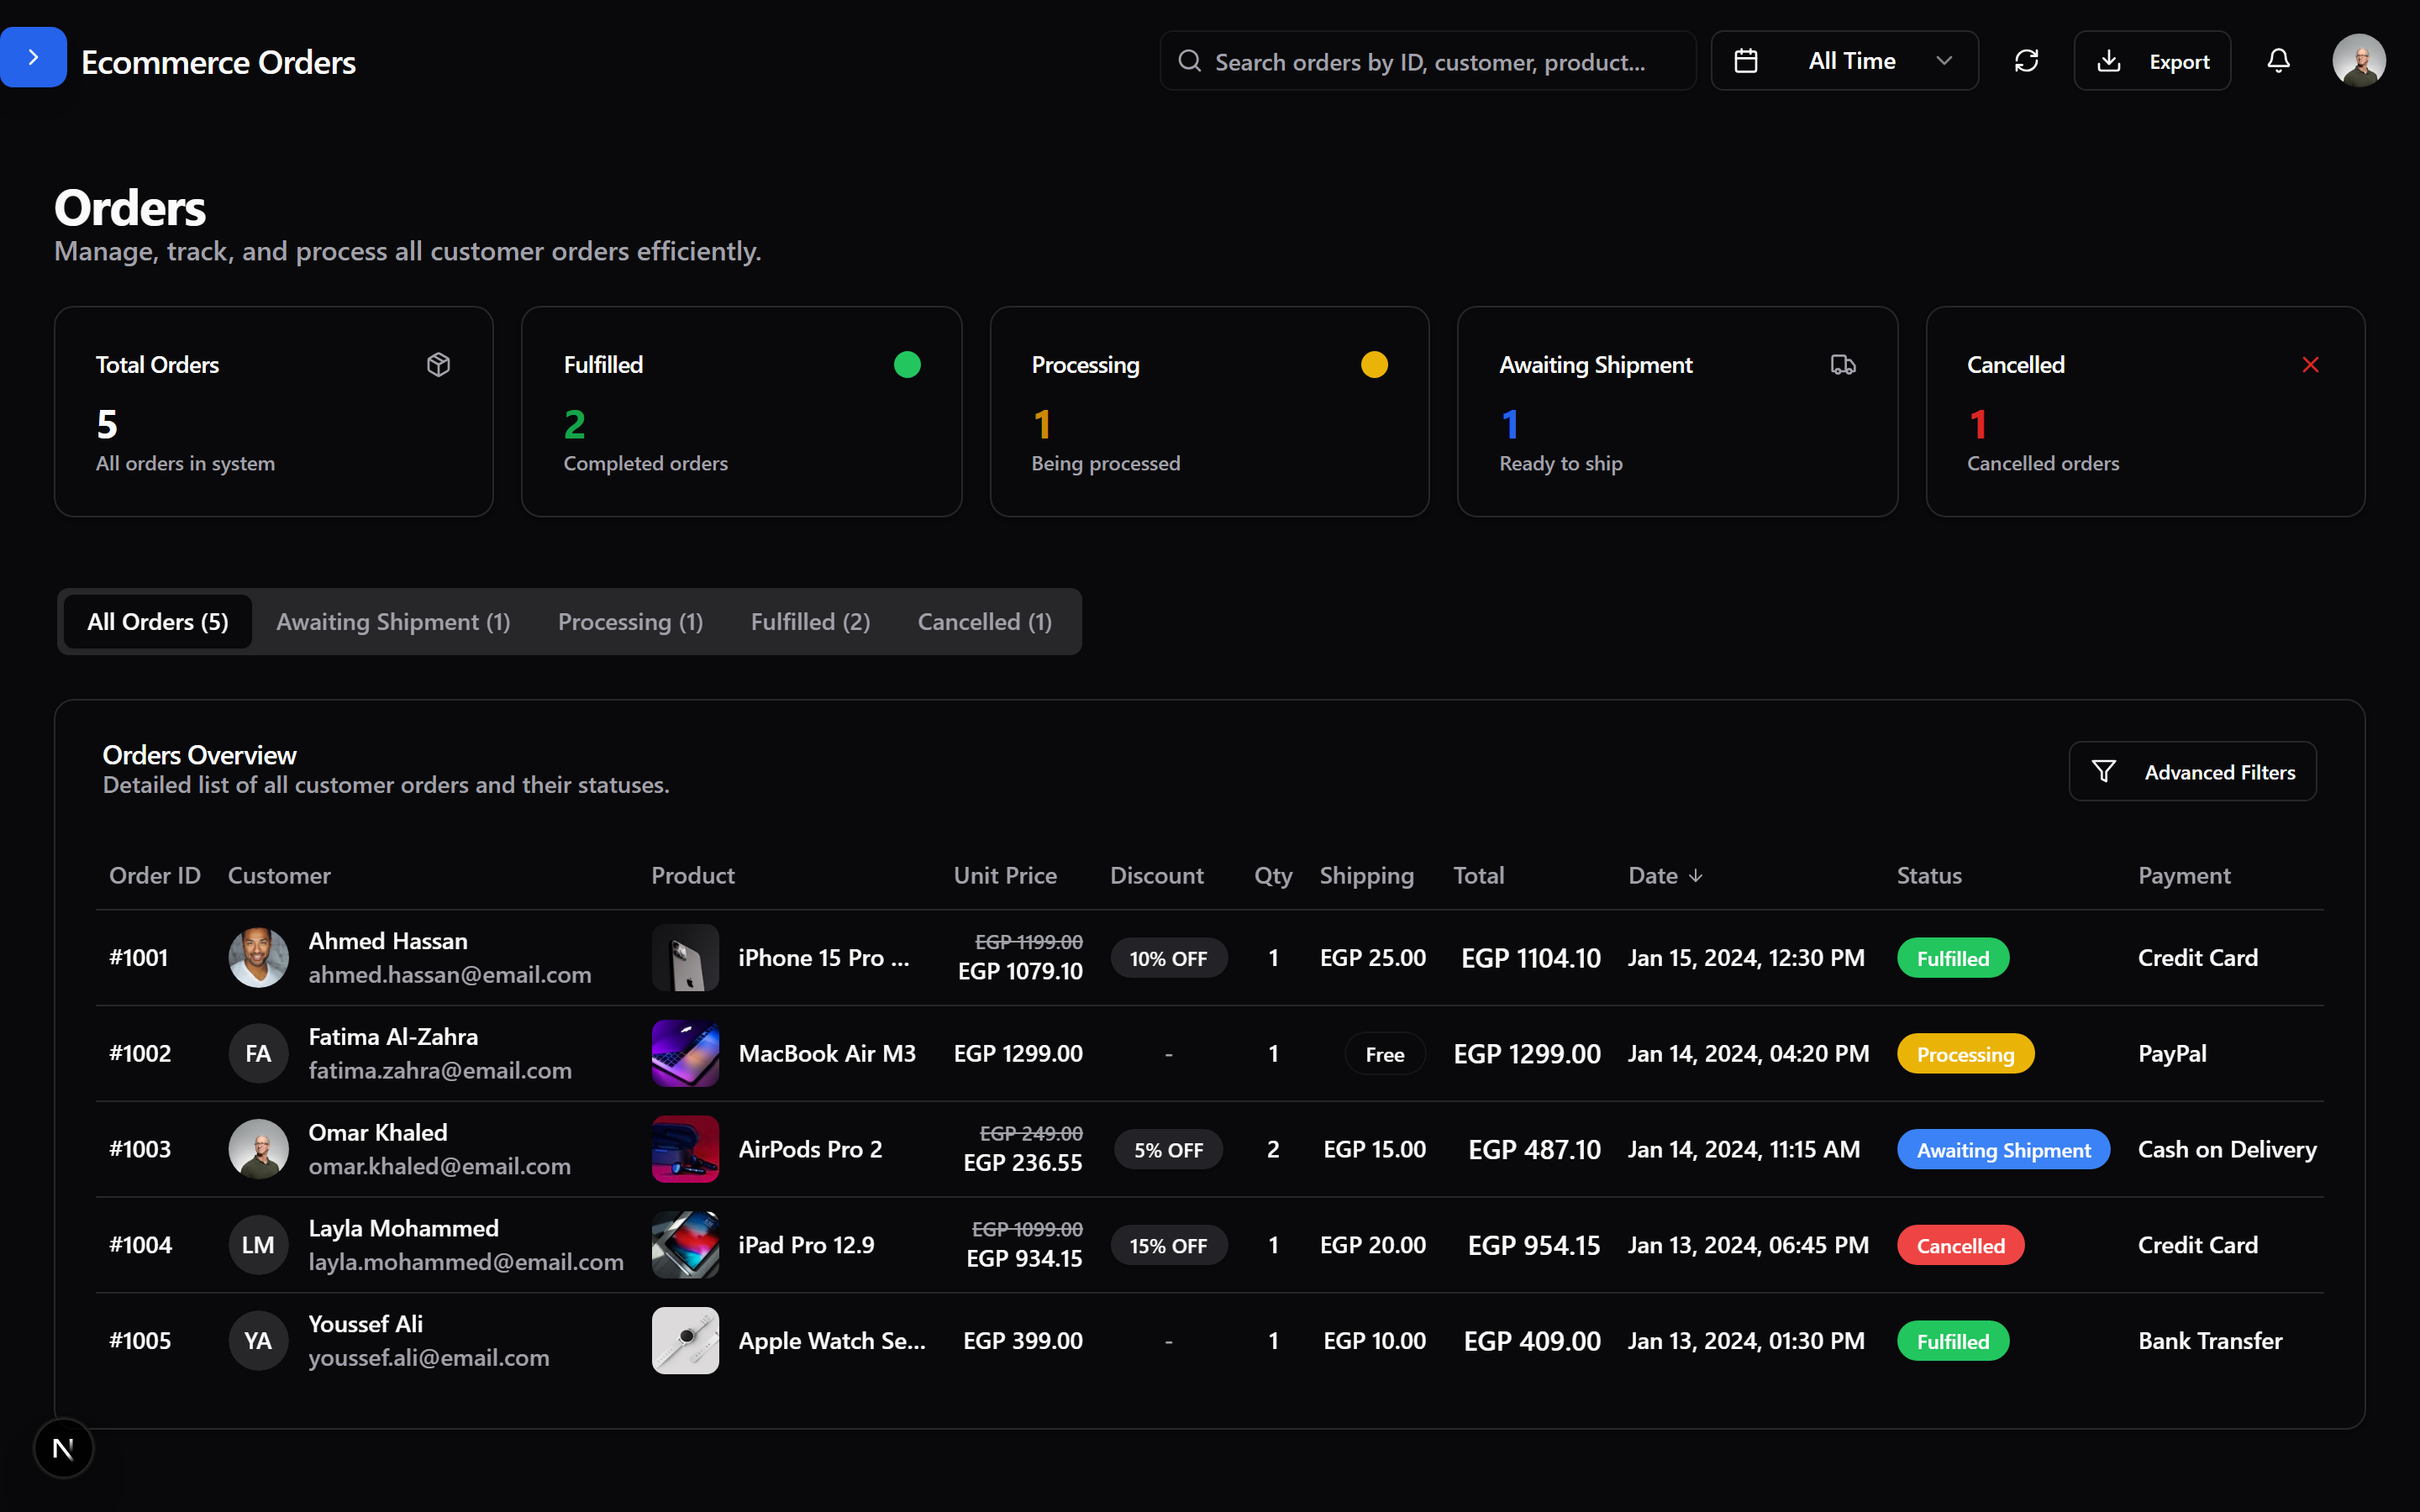 Ecommerce Orders
Search orders by ID, customer, product...
All Time
Export
Orders
Manage, track, and process all customer orders efficiently.
Total Orders
5
All orders in system
Fulfilled
2
Completed orders
Processing
1
Being processed
Awaiting Shipment
1
Ready to ship
Cancelled
1
Cancelled orders
All Orders (5) Awaiting Shipment (1) Processing (1) Fulfilled (2) Cancelled (1)
Orders Overview
Detailed list of all customer orders and their statuses.
Advanced Filters
Order ID Customer Product Unit Price Discount Qty Shipping Total Date ↓ Status Payment
#1001
Ahmed Hassan
ahmed.hassan@email.com
iPhone 15 Pro ...
EGP 1199.00
EGP 1079.10
10% OFF
1
EGP 25.00
EGP 1104.10
Jan 15, 2024, 12:30 PM
Fulfilled
Credit Card
#1002
FA
Fatima Al-Zahra
fatima.zahra@email.com
MacBook Air M3
EGP 1299.00
-
1
Free
EGP 1299.00
Jan 14, 2024, 04:20 PM
Processing
PayPal
#1003
Omar Khaled
omar.khaled@email.com
AirPods Pro 2
EGP 249.00
EGP 236.55
5% OFF
2
EGP 15.00
EGP 487.10
Jan 14, 2024, 11:15 AM
Awaiting Shipment
Cash on Delivery
#1004
LM
Layla Mohammed
layla.mohammed@email.com
iPad Pro 12.9
EGP 1099.00
EGP 934.15
15% OFF
1
EGP 20.00
EGP 954.15
Jan 13, 2024, 06:45 PM
Cancelled
Credit Card
#1005
YA
Youssef Ali
youssef.ali@email.com
Apple Watch Se...
EGP 399.00
-
1
EGP 10.00
EGP 409.00
Jan 13, 2024, 01:30 PM
Fulfilled
Bank Transfer
N